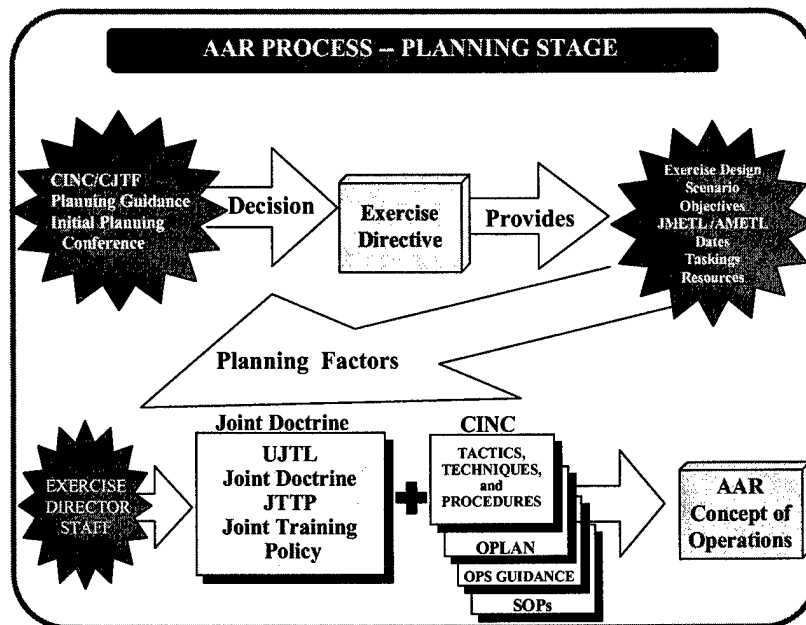 AAR PROCESS – PLANNING STAGE
CINC/CJTF
Planning Guidance
Initial Planning
Conference
Decision
Exercise
Directive
Provides
Exercise Design
Scenario
Objectives
JMETL/AMETL
Dates
Taskings
Resources
Planning Factors
EXERCISE
DIRECTOR
STAFF
Joint Doctrine
UJTL
Joint Doctrine
JTTP
Joint Training
Policy
CINC
TACTICS,
TECHNIQUES,
and
PROCEDURES
OPLAN
OPS GUIDANCE
SOPs
AAR
Concept of
Operations